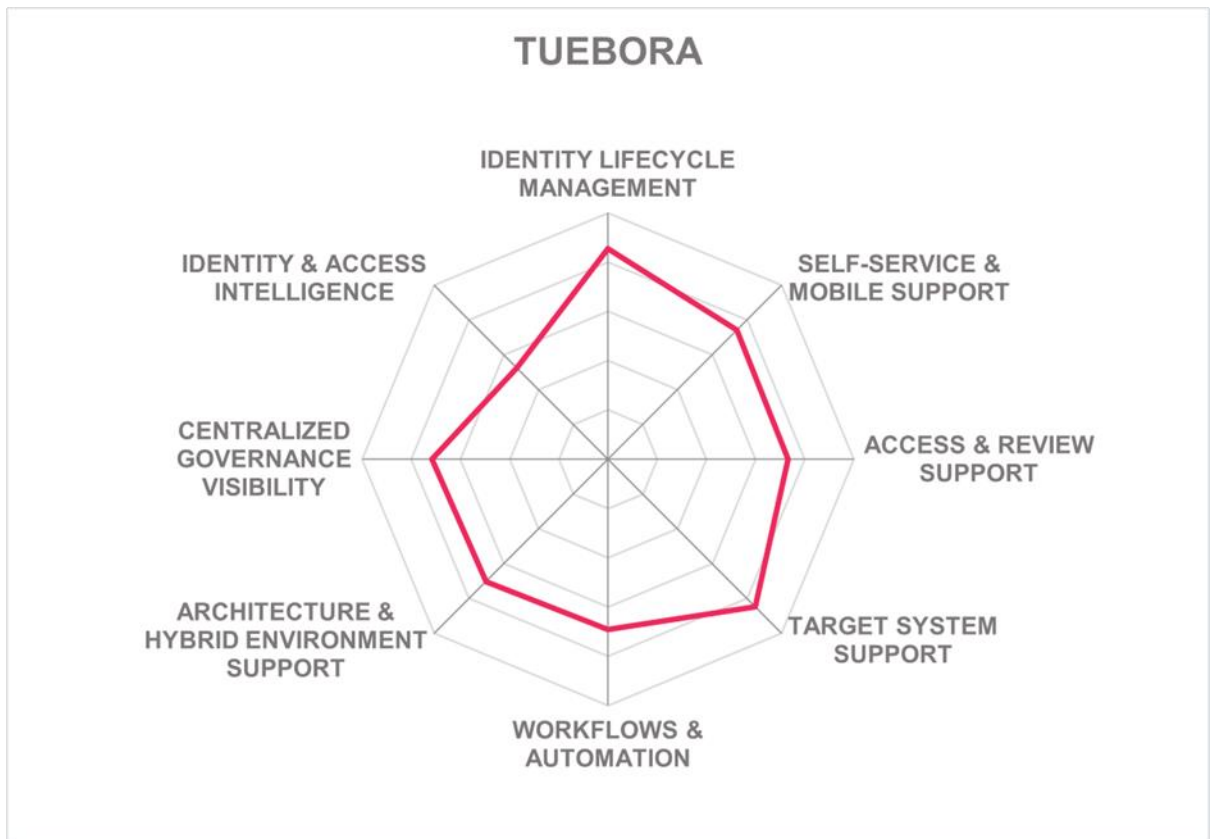 TUEBORA
IDENTITY LIFECYCLE
MANAGEMENT
IDENTITY & ACCESS
INTELLIGENCE
SELF-SERVICE &
MOBILE SUPPORT
CENTRALIZED
GOVERNANCE
VISIBILITY
ACCESS & REVIEW
SUPPORT
ARCHITECTURE &
HYBRID ENVIRONMENT
SUPPORT
TARGET SYSTEM
SUPPORT
WORKFLOWS &
AUTOMATION